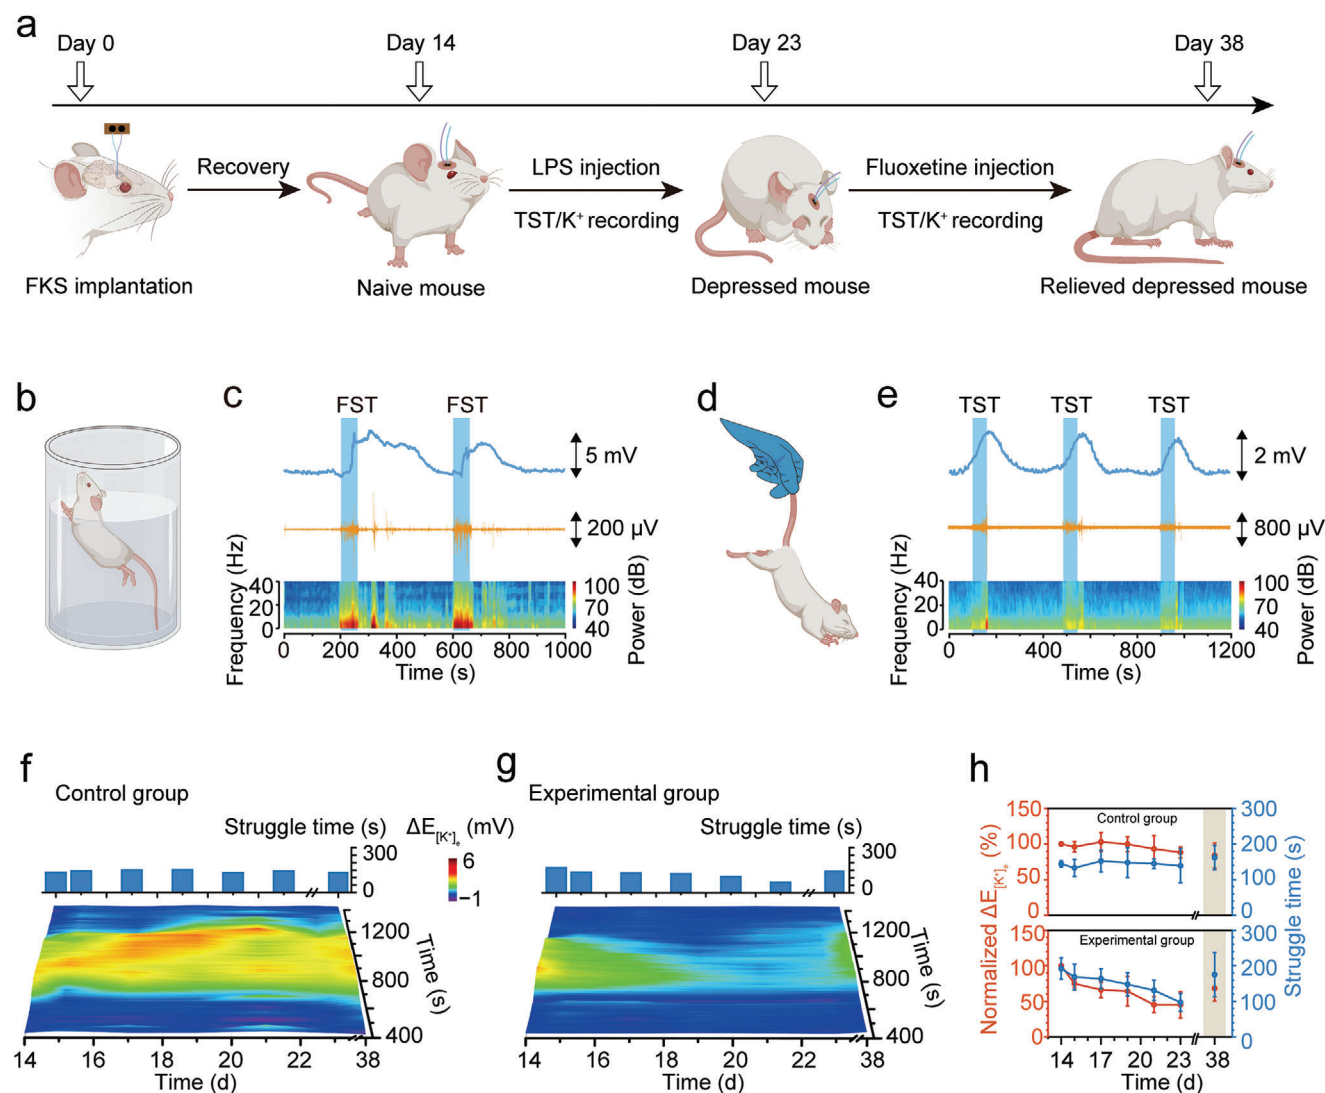 a
Day 0
Day 14
Day 23
Day 38
Recovery
LPS injection
TST/K⁺ recording
Fluoxetine injection
TST/K⁺ recording
FKS implantation
Naive mouse
Depressed mouse
Relieved depressed mouse
b
c
FST
FST
5 mV
200 μV
Frequency (Hz)
40
20
0
100
70
40
Power (dB)
0
200
400
600
800
1000
Time (s)
d
e
TST
TST
TST
2 mV
800 μV
Frequency (Hz)
40
20
0
100
70
40
Power (dB)
0
400
800
1200
Time (s)
f
Control group
Struggle time (s)
300
0
ΔE[K⁺]e (mV)
6
−1
1200
800
400
Time (s)
14
16
18
20
22
38
Time (d)
g
Experimental group
Struggle time (s)
300
0
1200
800
400
Time (s)
14
16
18
20
22
38
Time (d)
h
Normalized ΔE[K⁺]e (%)
150
100
50
0
Control group
300
200
100
0
150
100
50
0
Experimental group
300
200
100
0
Struggle time (s)
14
17
19
23
38
Time (d)